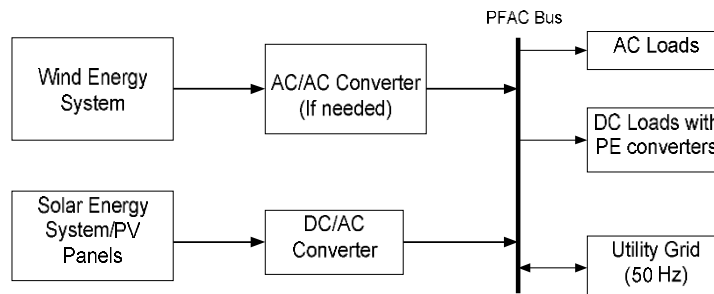 PFAC Bus
Wind Energy
System
AC/AC Converter
(If needed)
AC Loads
DC Loads with
PE converters
Solar Energy
System/PV
Panels
DC/AC
Converter
Utility Grid
(50 Hz)